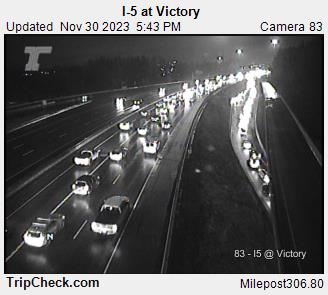 I-5 at Victory
Updated Nov 30 2023 5:43 PM Camera 83
T
N
83 - I5 @ Victory
TripCheck.com Milepost306.80